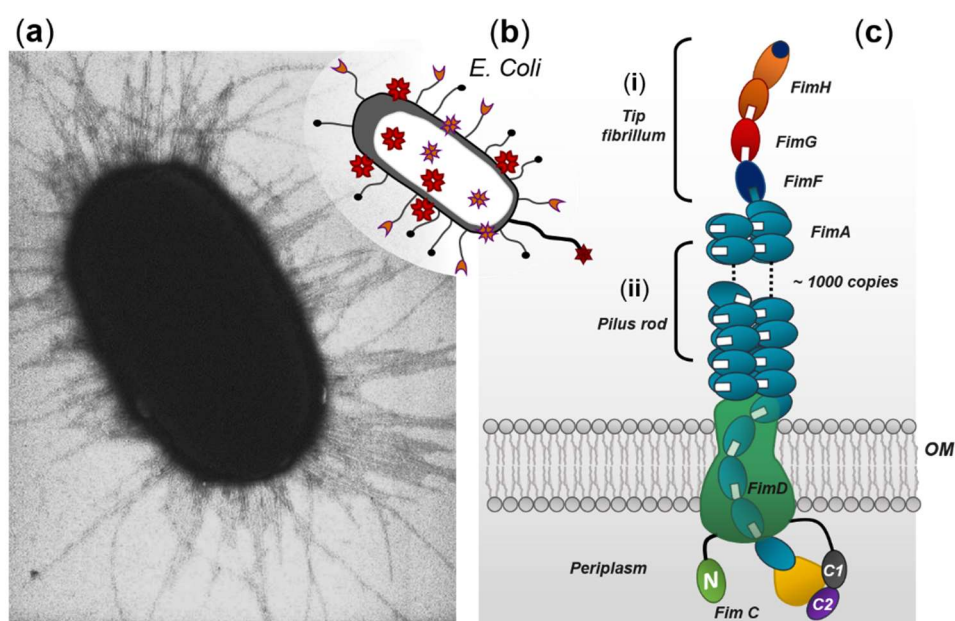 (a)
(b)
(c)
E. Coli
(i)
Tip
fibrillum
FimH
FimG
FimF
FimA
(ii)
~ 1000 copies
Pilus rod
OM
FimD
Periplasm
N
C1
C2
Fim C